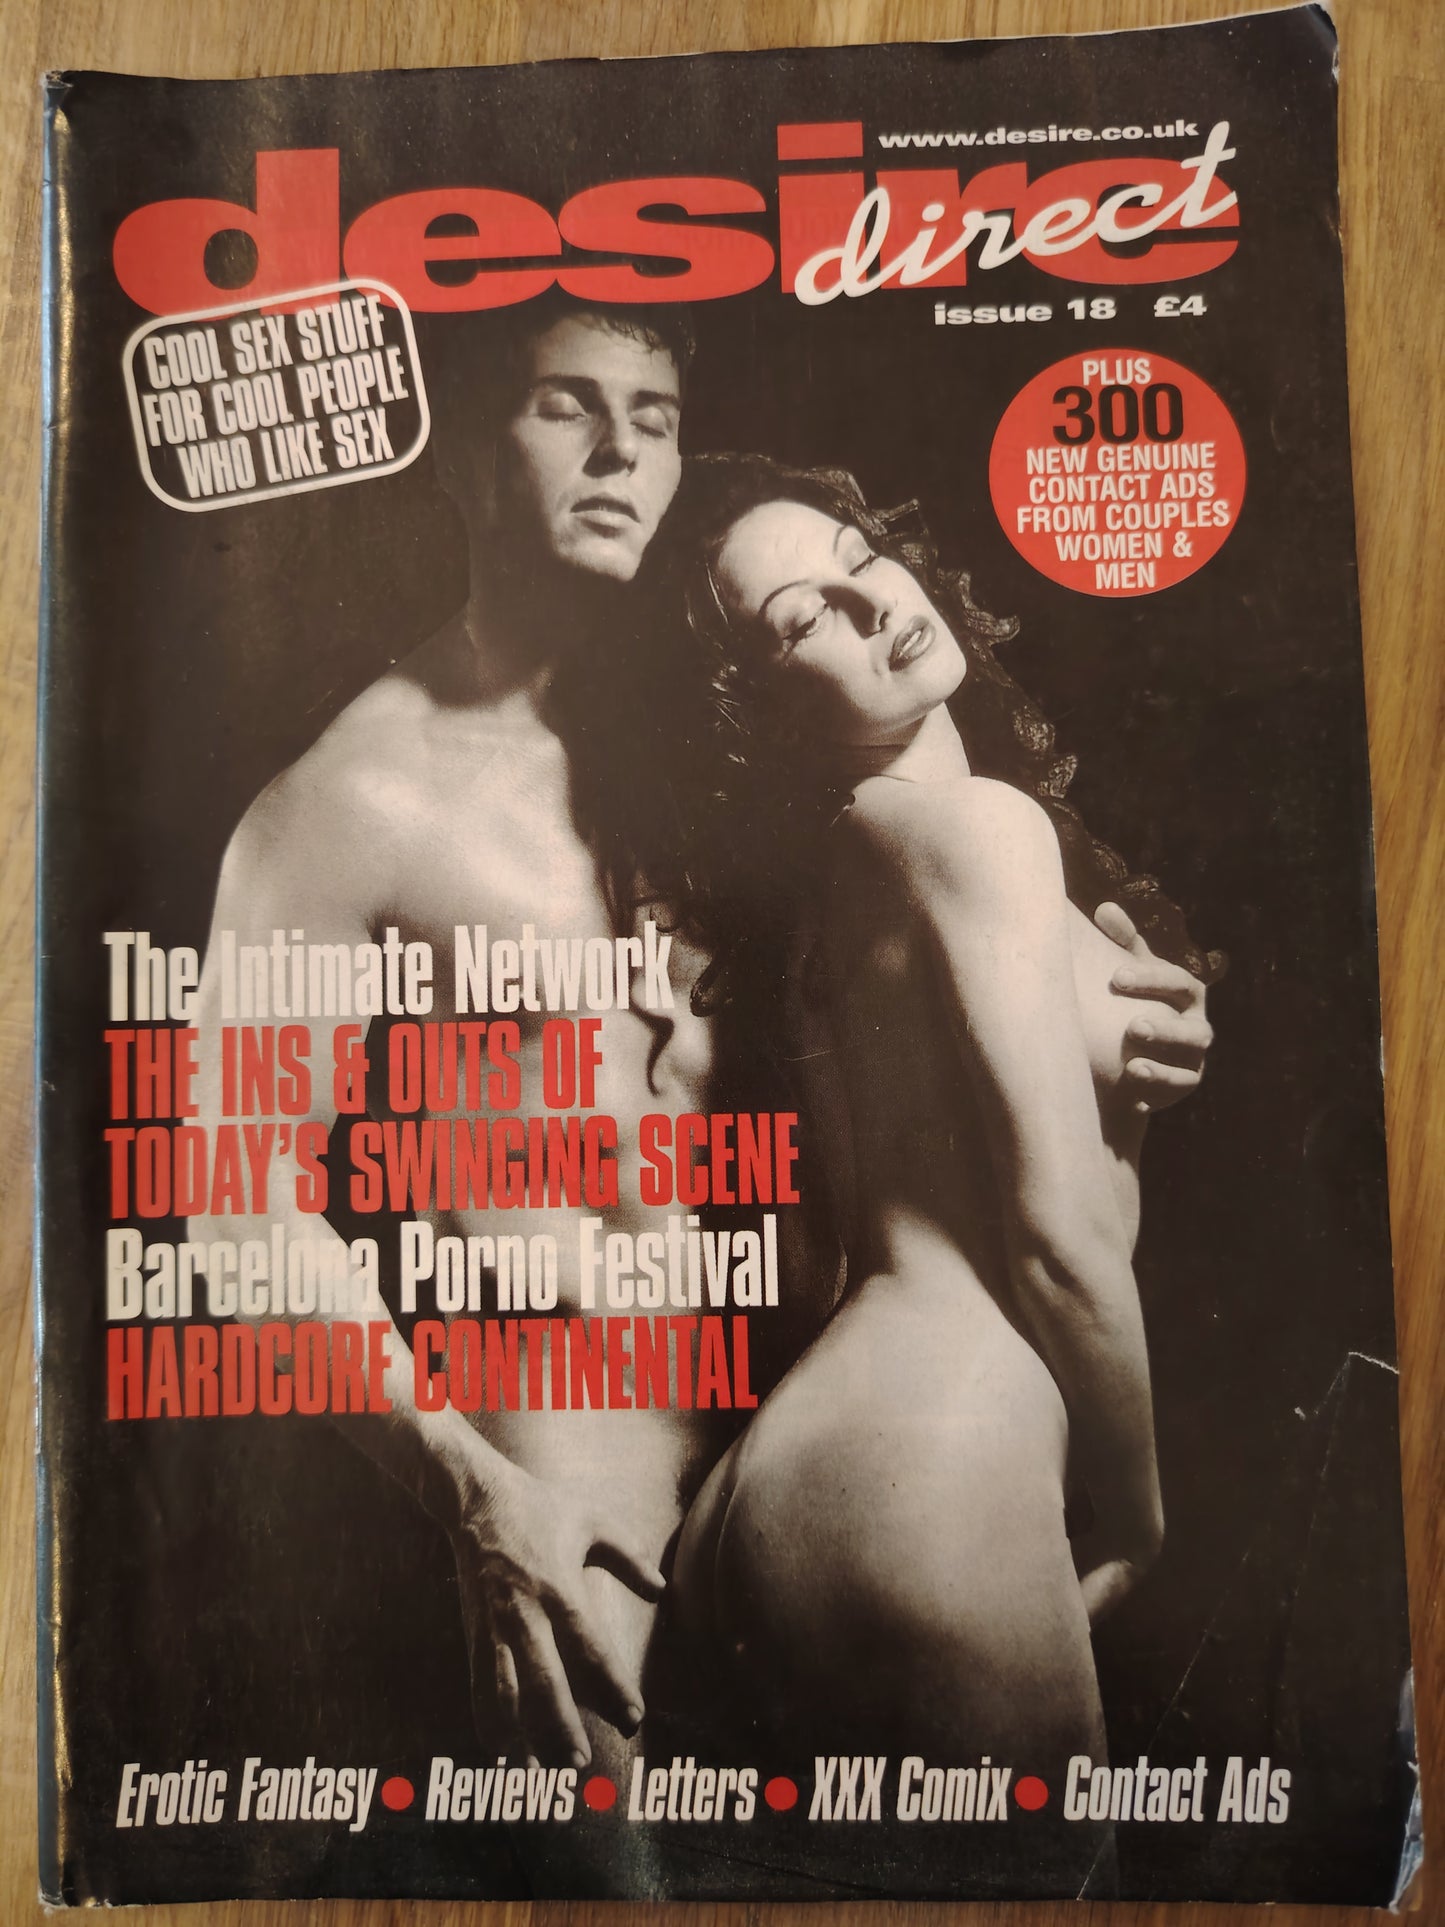 www.desire.co.uk
desire
direct
issue 18 £4
COOL SEX STUFF
FOR COOL PEOPLE
WHO LIKE SEX
PLUS
300
NEW GENUINE
CONTACT ADS
FROM COUPLES
WOMEN &
MEN
The Intimate Network
THE INS & OUTS OF
TODAY'S SWINGING SCENE
Barcelona Porno Festival
HARDCORE CONTINENTAL
Erotic Fantasy • Reviews • Letters • XXX Comix • Contact Ads